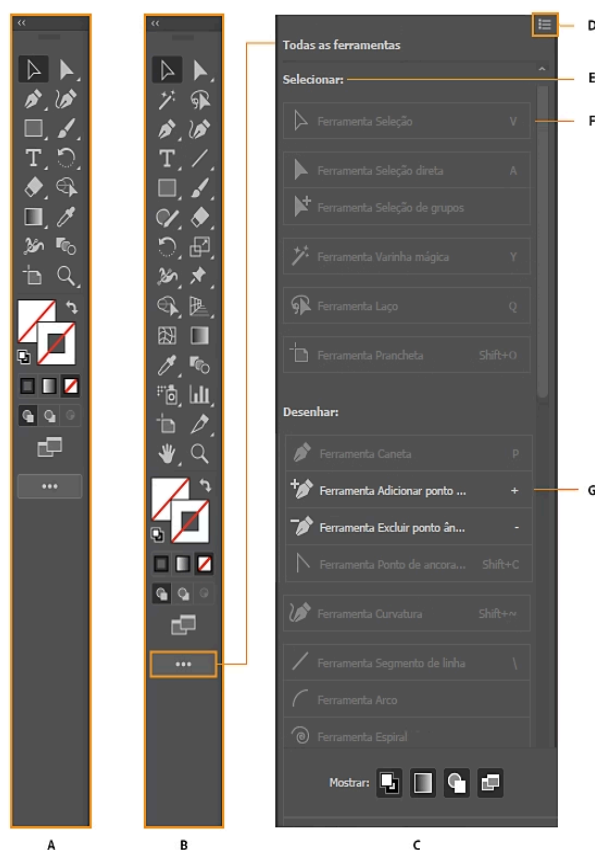 D
Todas as ferramentas
Selecionar:
E
Ferramenta Seleção V
F
Ferramenta Seleção direta A
Ferramenta Seleção de grupos
Ferramenta Varinha mágica Y
Ferramenta Laço Q
Ferramenta Prancheta Shift+O
Desenhar:
Ferramenta Caneta P
Ferramenta Adicionar ponto ... +
G
Ferramenta Excluir ponto ân... -
Ferramenta Ponto de ancora... Shift+C
Ferramenta Curvatura Shift+~
Ferramenta Segmento de linha \
Ferramenta Arco
Ferramenta Espiral
Mostrar:
A
B
C